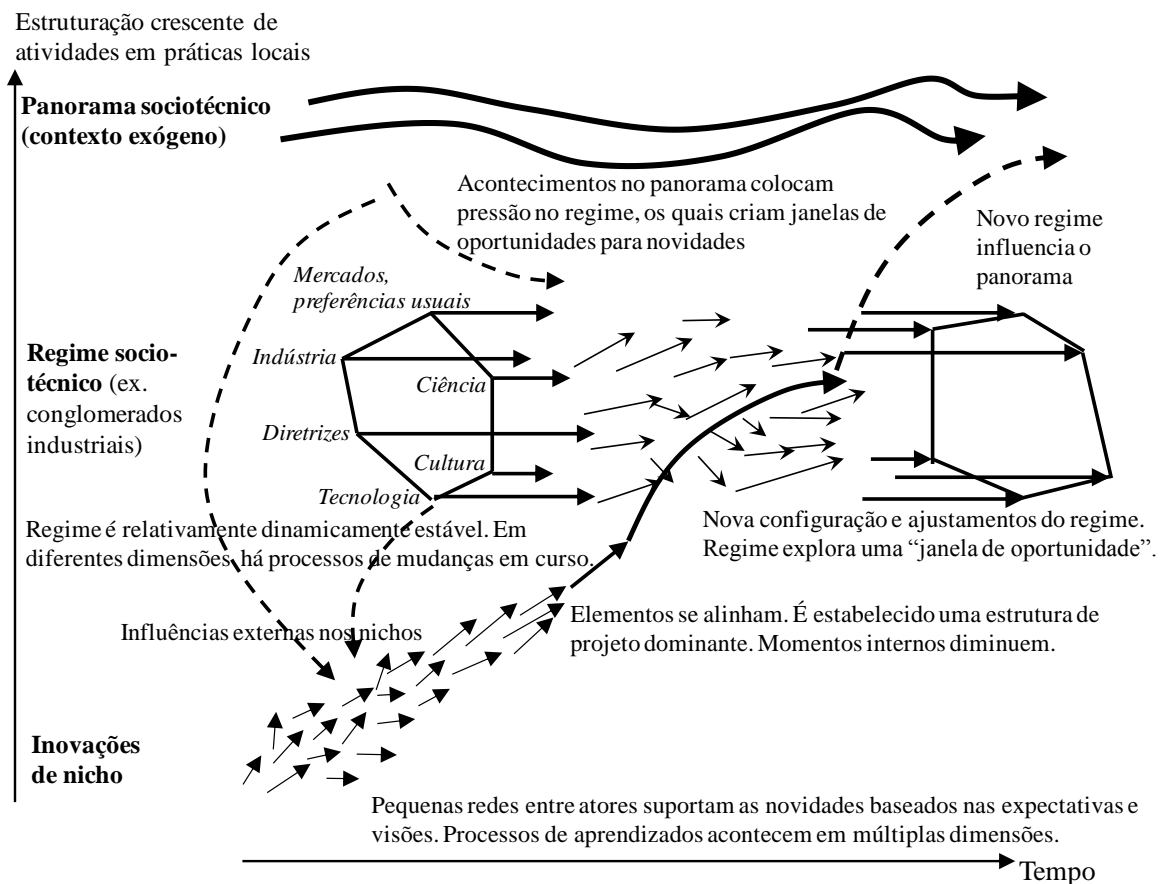 Estruturação crescente de
atividades em práticas locais
Panorama sociotécnico
(contexto exógeno)
Acontecimentos no panorama colocam
pressão no regime, os quais criam janelas de
oportunidades para novidades
Novo regime
influencia o
panorama
Mercados,
preferências usuais
Regime socio-
técnico (ex.
conglomerados
industriais)
Indústria
Ciência
Diretrizes
Cultura
Tecnologia
Regime é relativamente dinamicamente estável. Em
diferentes dimensões, há processos de mudanças em curso.
Nova configuração e ajustamentos do regime.
Regime explora uma “janela de oportunidade”.
Elementos se alinham. É estabelecido uma estrutura de
projeto dominante. Momentos internos diminuem.
Influências externas nos nichos
Inovações
de nicho
Pequenas redes entre atores suportam as novidades baseados nas expectativas e
visões. Processos de aprendizados acontecem em múltiplas dimensões.
Tempo